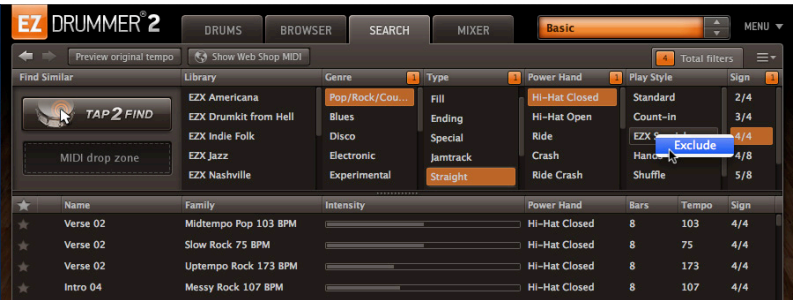 EZ DRUMMER® 2 DRUMS BROWSER SEARCH MIXER Basic MENU
Preview original tempo Show Web Shop MIDI 4 Total filters
Find Similar Library Genre 1 Type 1 Power Hand 1 Play Style Sign 1
TAP 2 FIND
MIDI drop zone
EZX Americana Pop/Rock/Cou... Fill Hi-Hat Closed Standard 2/4
EZX Drumkit from Hell Blues Ending Hi-Hat Open Count-in 3/4
EZX Indie Folk Disco Special Ride EZX Exclude 4/4
EZX Jazz Electronic Jamtrack Crash 4/8
EZX Nashville Experimental Straight Ride Crash Shuffle 5/8
Name Family Intensity Power Hand Bars Tempo Sign
Verse 02 Midtempo Pop 103 BPM Hi-Hat Closed 8 103 4/4
Verse 02 Slow Rock 75 BPM Hi-Hat Closed 8 75 4/4
Verse 02 Uptempo Rock 173 BPM Hi-Hat Closed 8 173 4/4
Intro 04 Messy Rock 107 BPM Hi-Hat Closed 8 107 4/4